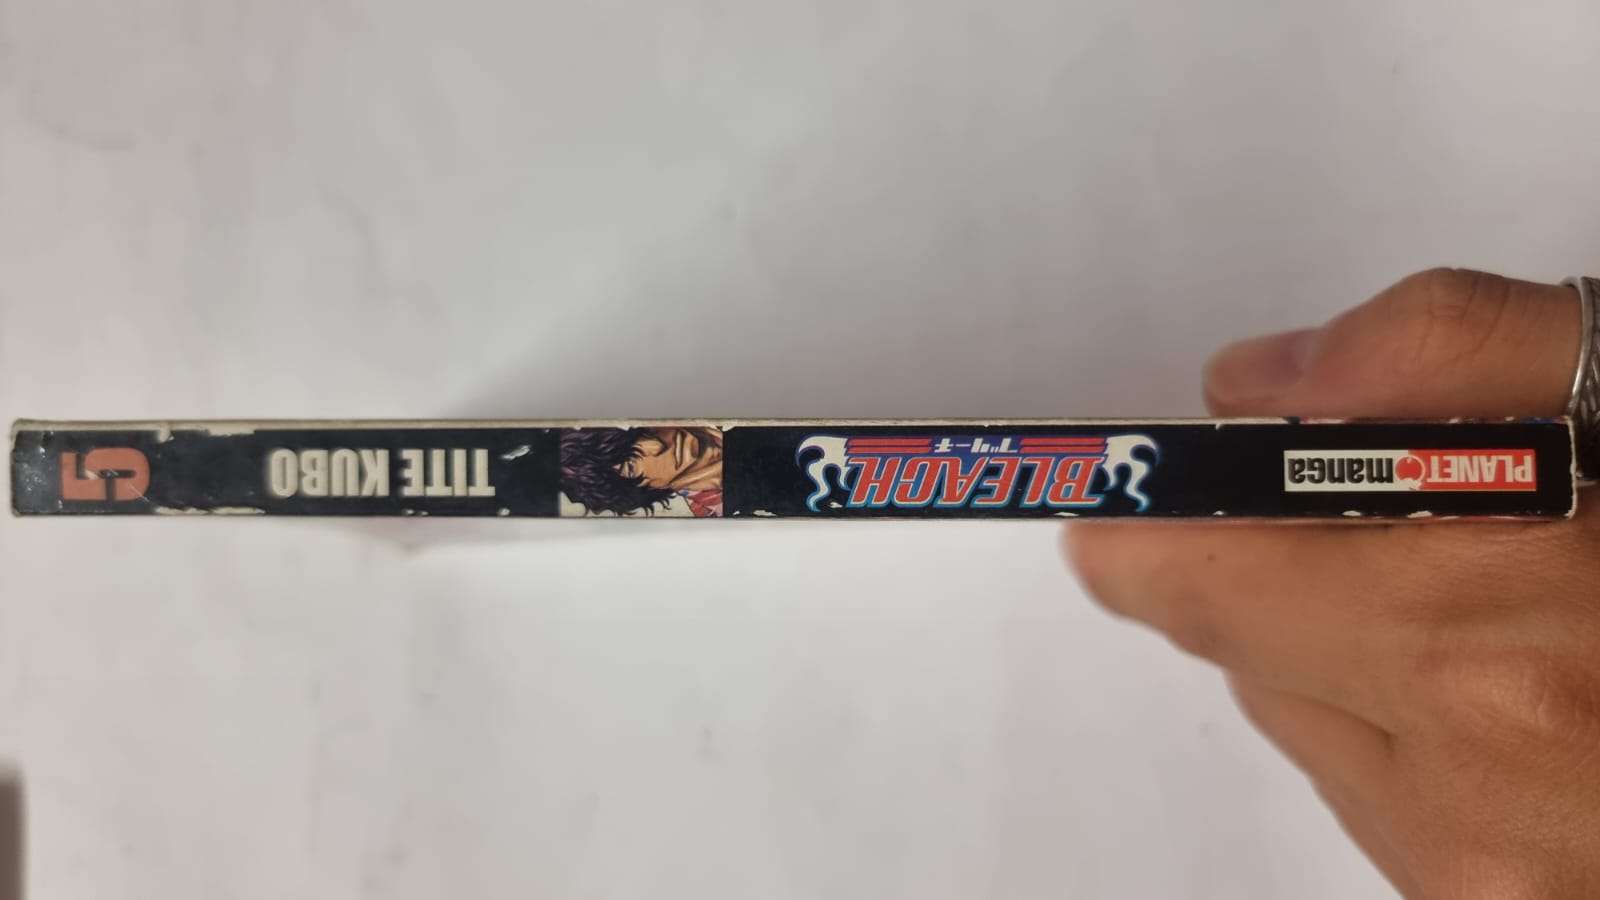 PLANET manga
BLEACH
ブリーチ
TITE KUBO
5